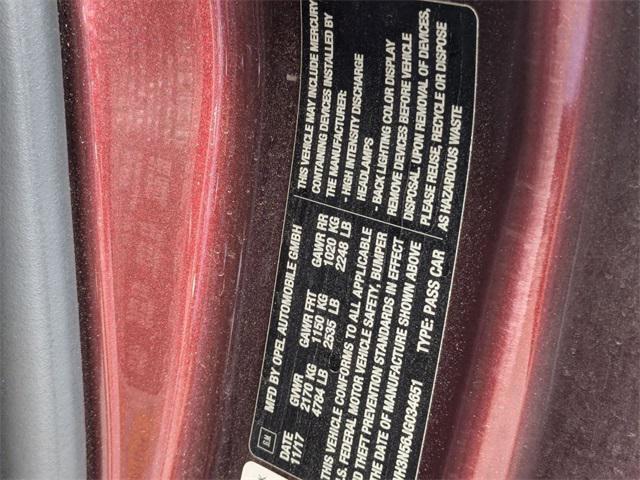 GM
MFD BY OPEL AUTOMOBILE GMBH
DATE GVWR GAWR FRT GAWR RR
11/17 2170 KG 1150 KG 1020 KG
4784 LB 2535 LB 2248 LB
THIS VEHICLE CONFORMS TO ALL APPLICABLE
U.S. FEDERAL MOTOR VEHICLE SAFETY, BUMPER
AND THEFT PREVENTION STANDARDS IN EFFECT
DATE OF MANUFACTURE SHOWN ABOVE
H3N56JG034651 TYPE: PASS CAR
THIS VEHICLE MAY INCLUDE MERCURY
CONTAINING DEVICES INSTALLED BY
THE MANUFACTURER:
- HIGH INTENSITY DISCHARGE
HEADLAMPS
- BACK LIGHTING COLOR DISPLAY
REMOVE DEVICES BEFORE VEHICLE
DISPOSAL. UPON REMOVAL OF DEVICES,
PLEASE REUSE, RECYCLE OR DISPOSE
AS HAZARDOUS WASTE